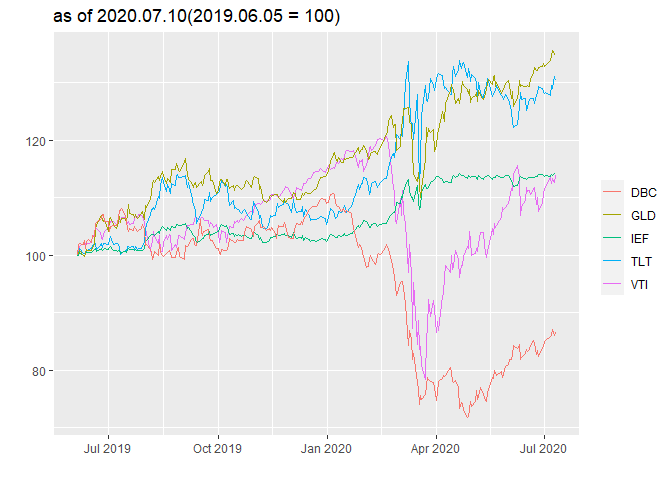 as of 2020.07.10(2019.06.05 = 100)
120
100
80
Jul 2019
Oct 2019
Jan 2020
Apr 2020
Jul 2020
DBC
GLD
IEF
TLT
VTI